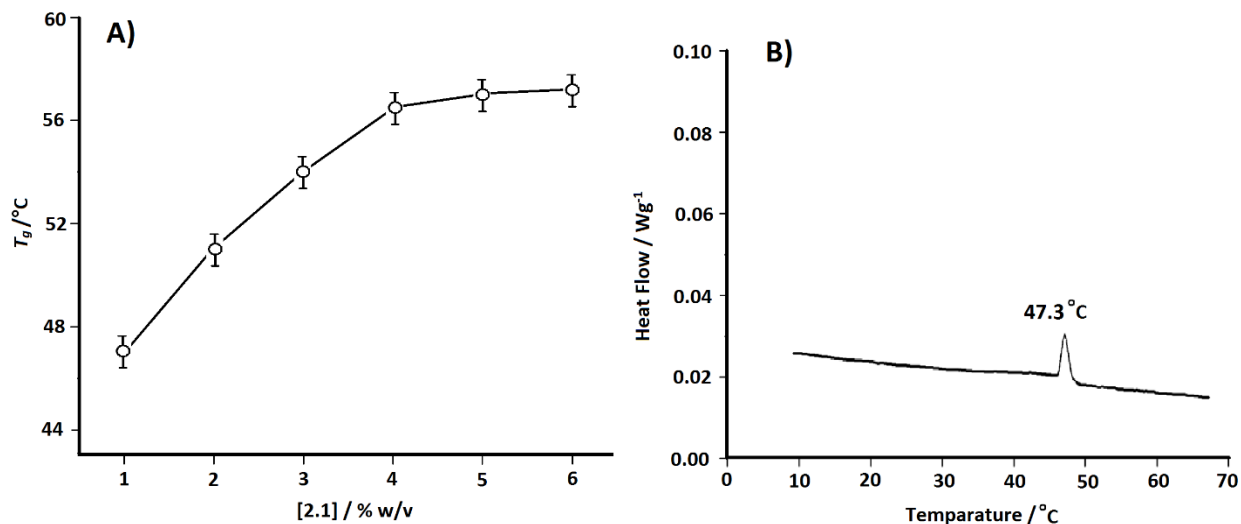 A)
60
56
52
48
44
T_g /°C
1 2 3 4 5 6
[2.1] / % w/v
B)
0.10
0.08
0.06
0.04
0.02
0.00
Heat Flow / Wg⁻¹
47.3 °C
0 10 20 30 40 50 60 70
Temparature / °C